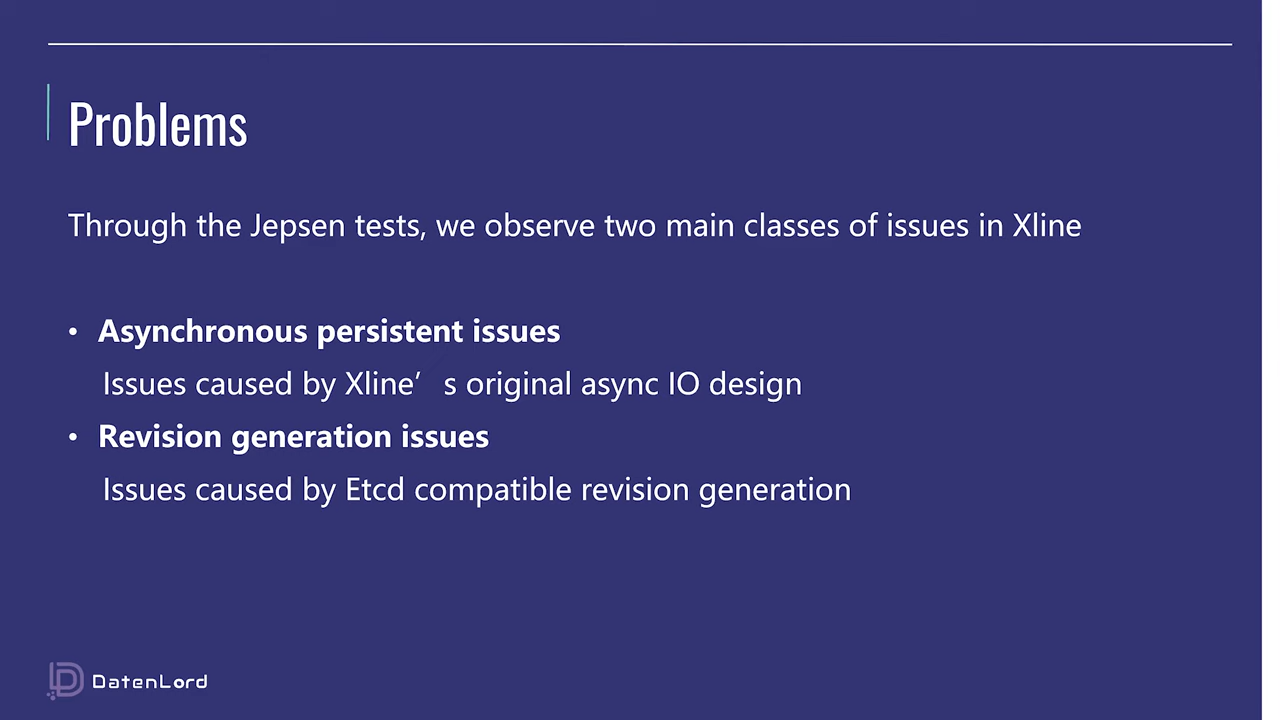 Problems
Through the Jepsen tests, we observe two main classes of issues in Xline
• Asynchronous persistent issues
Issues caused by Xline’s original async IO design
• Revision generation issues
Issues caused by Etcd compatible revision generation
DatenLord